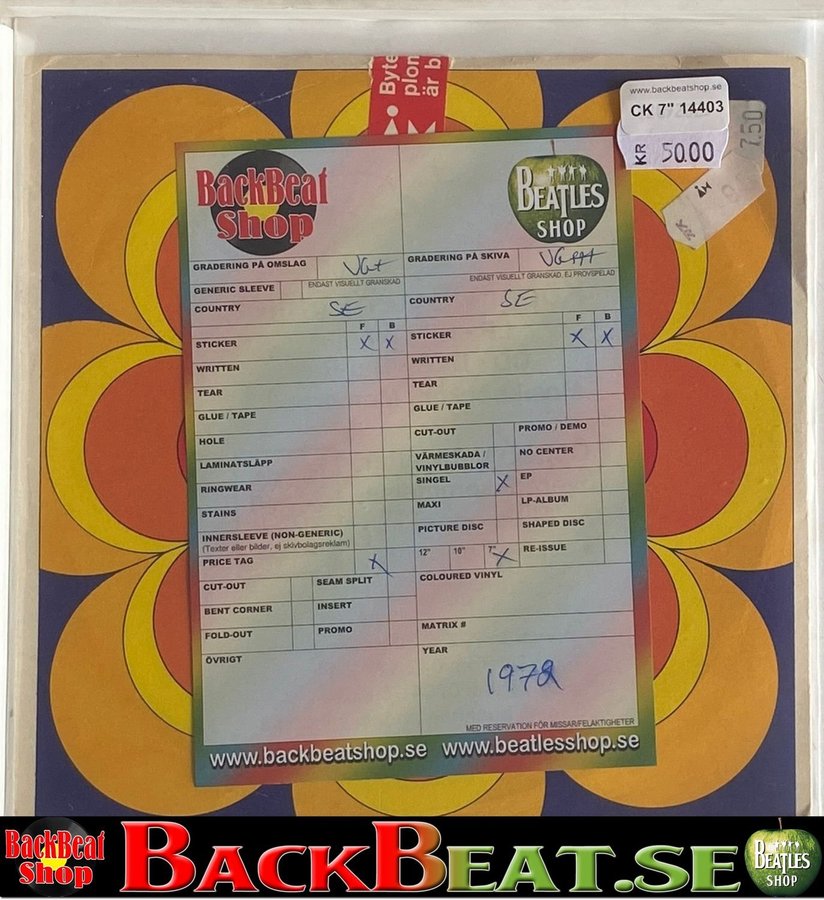 Byte
plon
är b
www.backbeatshop.se
CK 7" 14403
KR 50.00
7.50
BackBeat
Shop
BEATLES
SHOP
GRADERING PÅ OMSLAG VG+
ENDAST VISUELLT GRANSKAD
GENERIC SLEEVE
COUNTRY SE
F B
STICKER X X
WRITTEN
TEAR
GLUE / TAPE
HOLE
LAMINATSLÄPP
RINGWEAR
STAINS
INNERSLEEVE (NON-GENERIC)
(Texter eller bilder, ej skivbolagsreklam)
PRICE TAG X
CUT-OUT SEAM SPLIT
BENT CORNER INSERT
FOLD-OUT PROMO
ÖVRIGT
GRADERING PÅ SKIVA
ENDAST VISUELLT GRANSKAD, EJ PROVSPELAD
COUNTRY SE
F B
STICKER X X
WRITTEN
TEAR
GLUE / TAPE
CUT-OUT PROMO / DEMO
VÄRMESKADA /
VINYLBUBBLOR NO CENTER
SINGEL X EP
MAXI LP-ALBUM
PICTURE DISC SHAPED DISC
12" 10" 7" X RE-ISSUE
COLOURED VINYL
MATRIX #
YEAR
1972
MED RESERVATION FÖR MISSAR/FELAKTIGHETER
www.backbeatshop.se www.beatlesshop.se
BackBeat
Shop
BACKBEAT.SE
BEATLES
SHOP